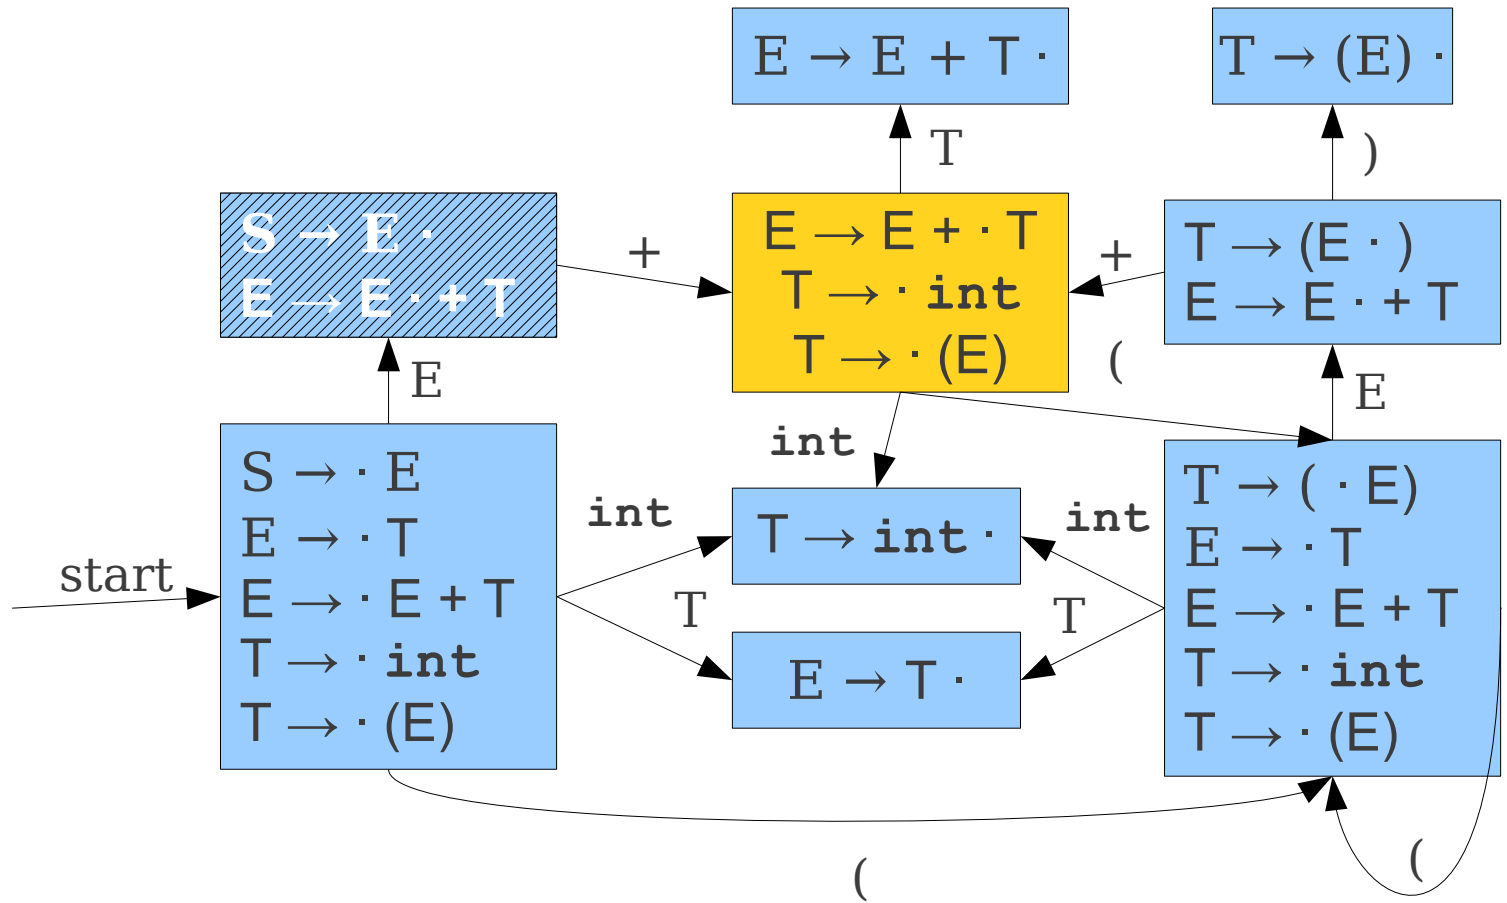 E → E + T ·
T → (E) ·
T
)
S → E ·
E → E · + T
+
E → E + · T
T → · int
T → · (E)
+
T → (E · )
E → E · + T
E
(
E
int
S → · E
E → · T
E → · E + T
T → · int
T → · (E)
start
int
T → int ·
int
T
E → T ·
T
T → ( · E)
E → · T
E → · E + T
T → · int
T → · (E)
(
(